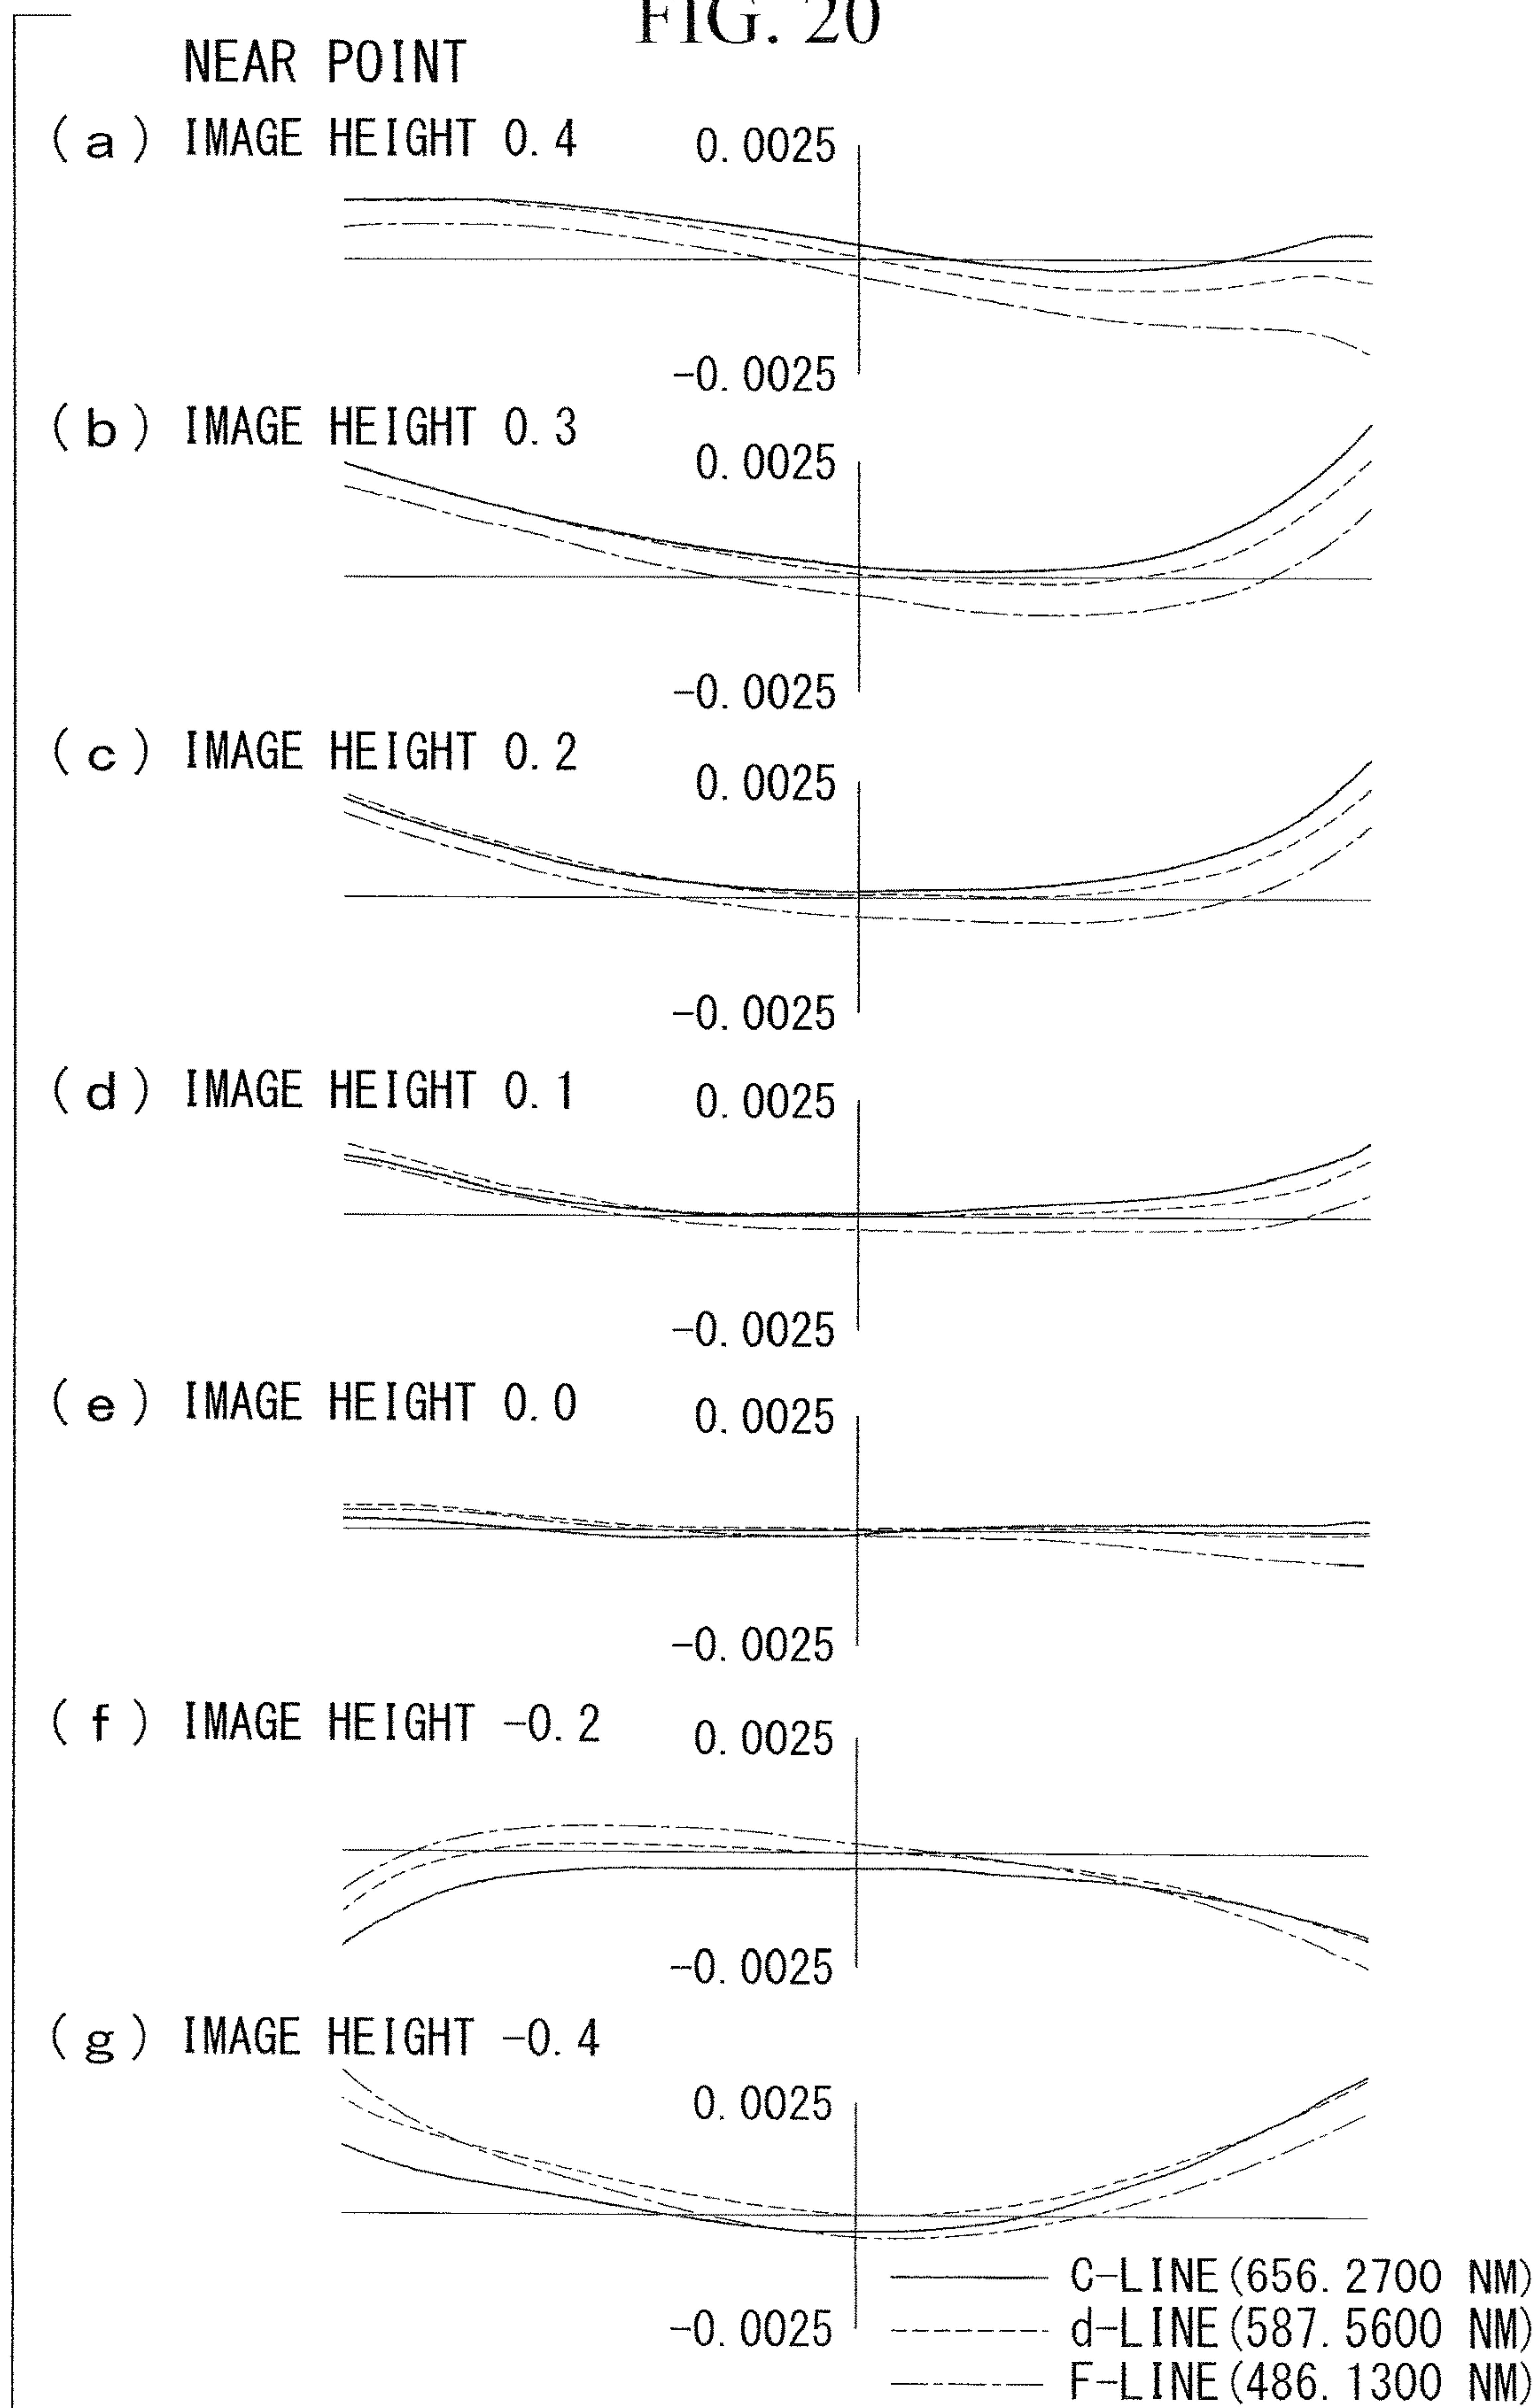 FIG. 20
NEAR POINT
(a) IMAGE HEIGHT 0.4
0.0025
-0.0025
(b) IMAGE HEIGHT 0.3
0.0025
-0.0025
(c) IMAGE HEIGHT 0.2
0.0025
-0.0025
(d) IMAGE HEIGHT 0.1
0.0025
-0.0025
(e) IMAGE HEIGHT 0.0
0.0025
-0.0025
(f) IMAGE HEIGHT -0.2
0.0025
-0.0025
(g) IMAGE HEIGHT -0.4
0.0025
-0.0025
C-LINE(656.2700 NM)
d-LINE(587.5600 NM)
F-LINE(486.1300 NM)